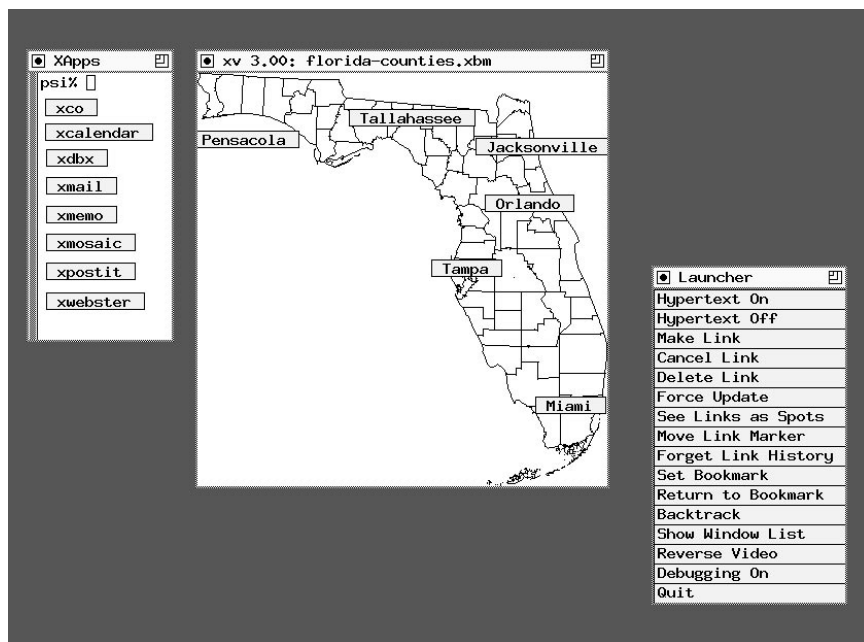 XApps
psi%
xco
xcalendar
xdbx
xmail
xmemo
xmosaic
xpostit
xwebster
xv 3.00: florida-counties.xbm
Tallahassee
Pensacola
Jacksonville
Orlando
Tampa
Miami
Launcher
Hypertext On
Hypertext Off
Make Link
Cancel Link
Delete Link
Force Update
See Links as Spots
Move Link Marker
Forget Link History
Set Bookmark
Return to Bookmark
Backtrack
Show Window List
Reverse Video
Debugging On
Quit